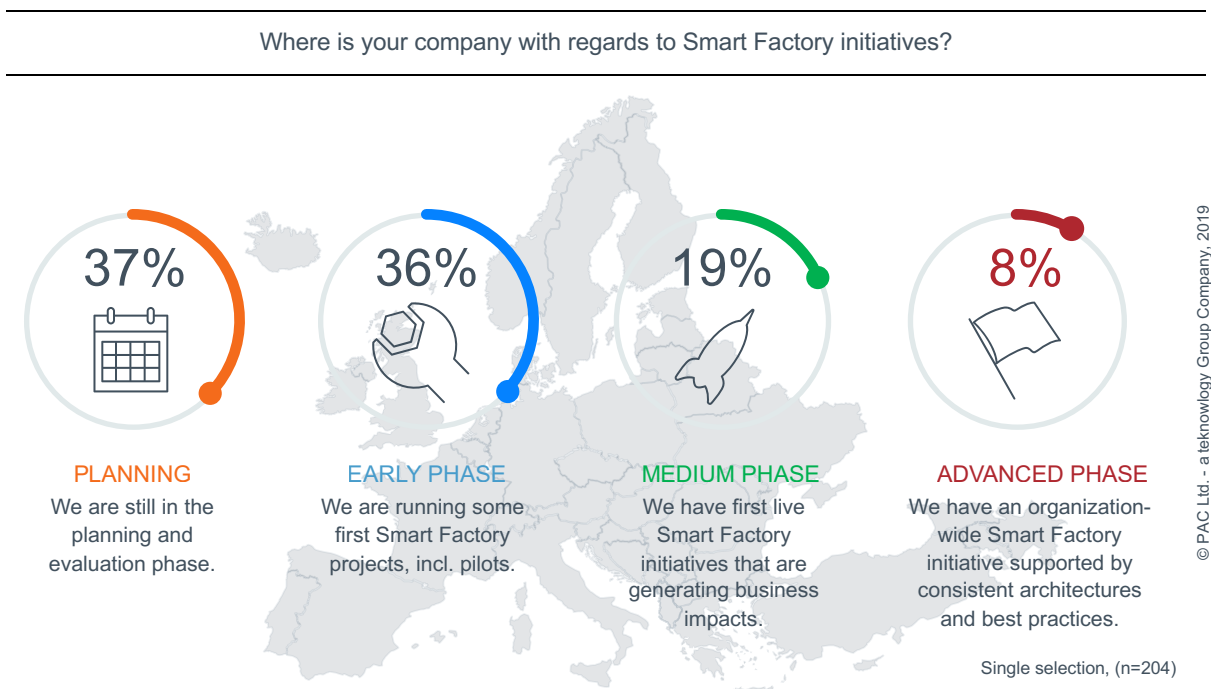 Where is your company with regards to Smart Factory initiatives?
37%
PLANNING
We are still in the
planning and
evaluation phase.
36%
EARLY PHASE
We are running some
first Smart Factory
projects, incl. pilots.
19%
MEDIUM PHASE
We have first live
Smart Factory
initiatives that are
generating business
impacts.
8%
ADVANCED PHASE
We have an organization-
wide Smart Factory
initiative supported by
consistent architectures
and best practices.
Single selection, (n=204)
© PAC Ltd. - a teknowlogy Group Company, 2019